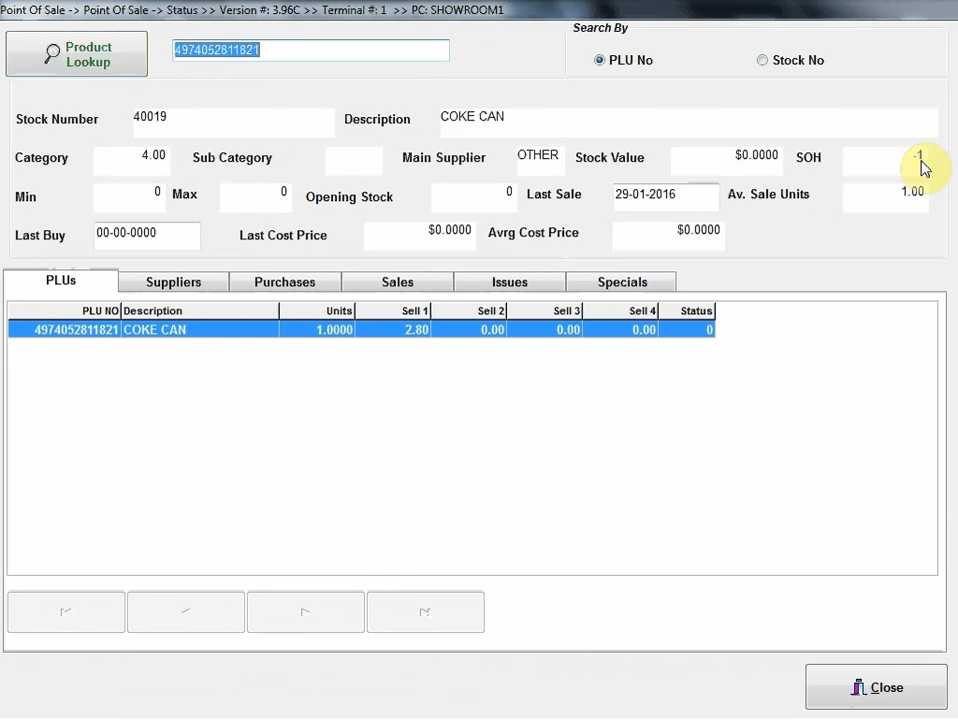 Point Of Sale -> Point Of Sale -> Status >> Version #: 3.96C >> Terminal #: 1 >> PC: SHOWROOM1
Product Lookup
4974052811821
Search By
PLU No
Stock No
Stock Number 40019 Description COKE CAN
Category 4.00 Sub Category Main Supplier OTHER Stock Value $0.0000 SOH -1
Min 0 Max 0 Opening Stock 0 Last Sale 29-01-2016 Av. Sale Units 1.00
Last Buy 00-00-0000 Last Cost Price $0.0000 Avrg Cost Price $0.0000
PLUs Suppliers Purchases Sales Issues Specials
PLU NO Description Units Sell 1 Sell 2 Sell 3 Sell 4 Status
4974052811821 COKE CAN 1.0000 2.80 0.00 0.00 0.00 0
Close